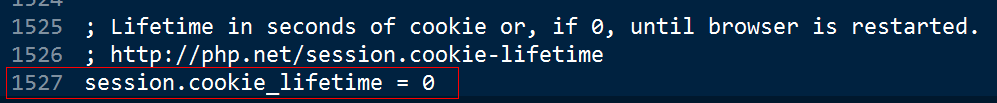 1525 ; Lifetime in seconds of cookie or, if 0, until browser is restarted.
1526 ; http://php.net/session.cookie-lifetime
1527 session.cookie_lifetime = 0